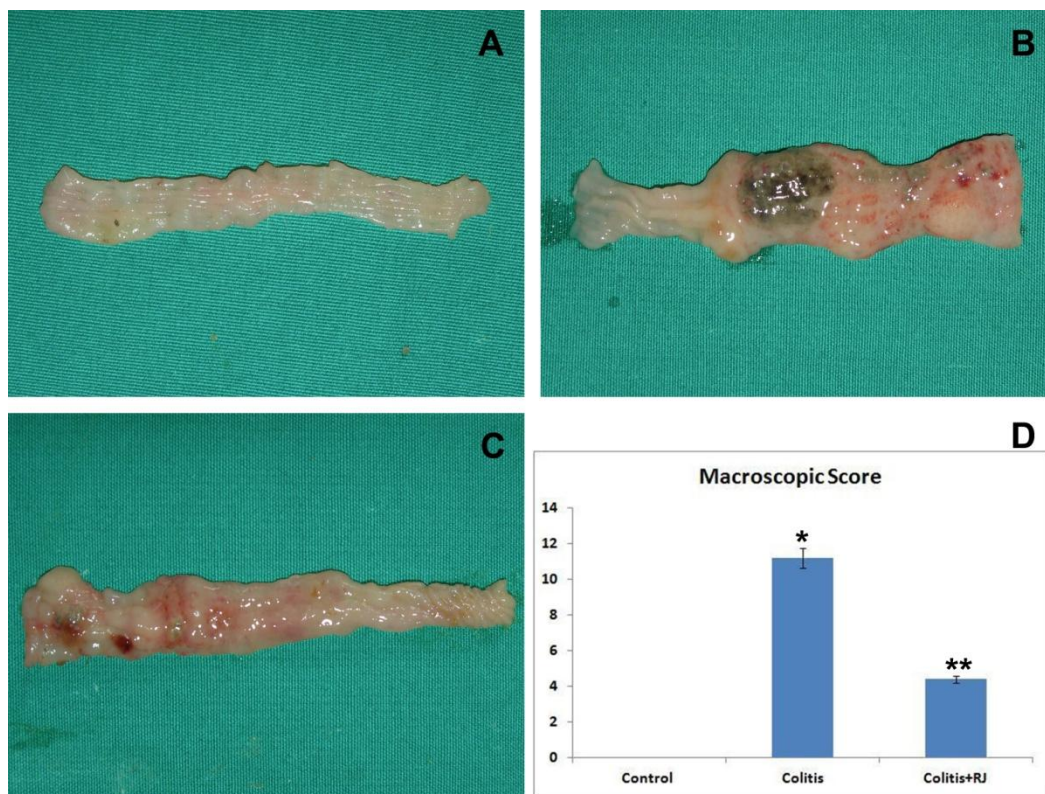 A
B
C
D
Macroscopic Score
14
12
10
8
6
4
2
0
*
**
Control
Colitis
Colitis+RJ